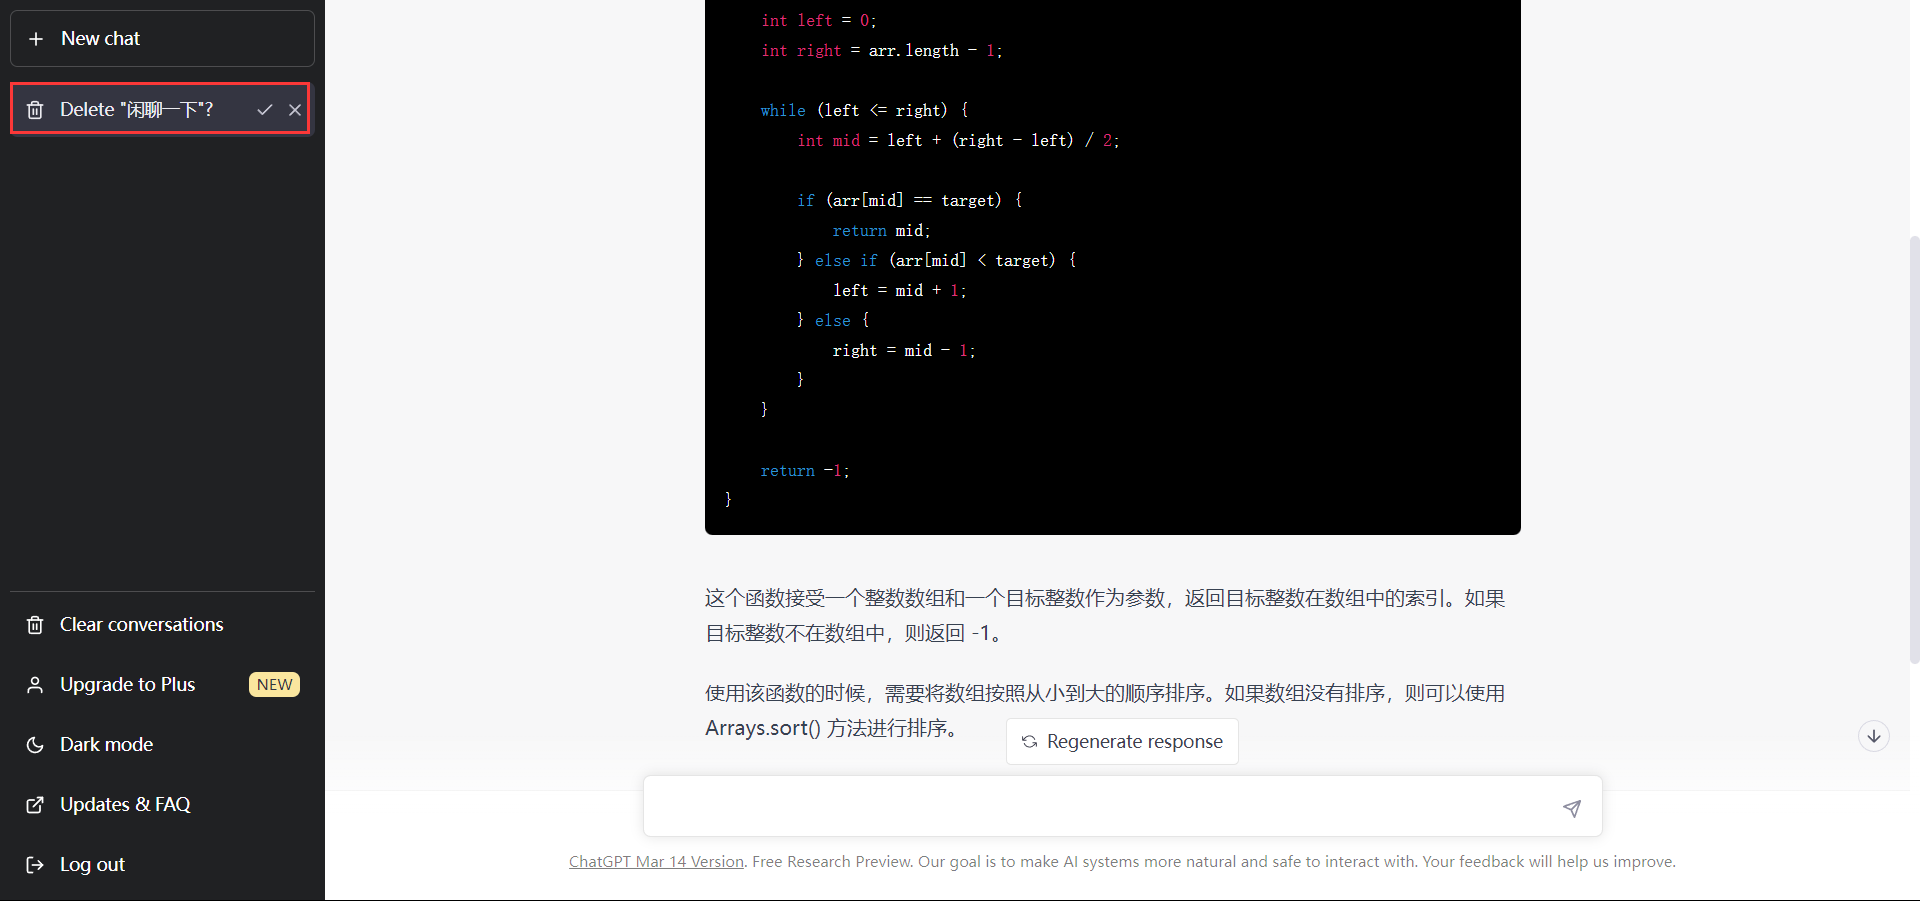 New chat
Delete "闲聊一下"?
Clear conversations
Upgrade to Plus NEW
Dark mode
Updates & FAQ
Log out
int left = 0;
int right = arr.length - 1;
while (left <= right) {
int mid = left + (right - left) / 2;
if (arr[mid] == target) {
return mid;
} else if (arr[mid] < target) {
left = mid + 1;
} else {
right = mid - 1;
}
}
return -1;
}
这个函数接受一个整数数组和一个目标整数作为参数，返回目标整数在数组中的索引。如果
目标整数不在数组中，则返回 -1。
使用该函数的时候，需要将数组按照从小到大的顺序排序。如果数组没有排序，则可以使用
Arrays.sort() 方法进行排序。
Regenerate response
ChatGPT Mar 14 Version. Free Research Preview. Our goal is to make AI systems more natural and safe to interact with. Your feedback will help us improve.